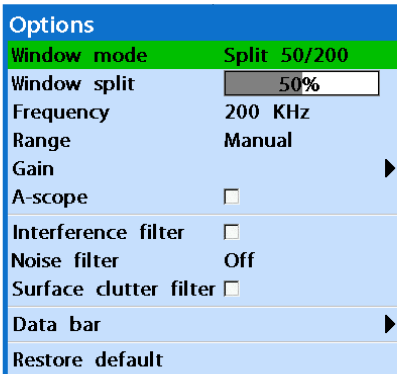 Options
Window mode Split 50/200
Window split 50%
Frequency 200 KHz
Range Manual
Gain
A-scope
Interference filter
Noise filter Off
Surface clutter filter
Data bar
Restore default